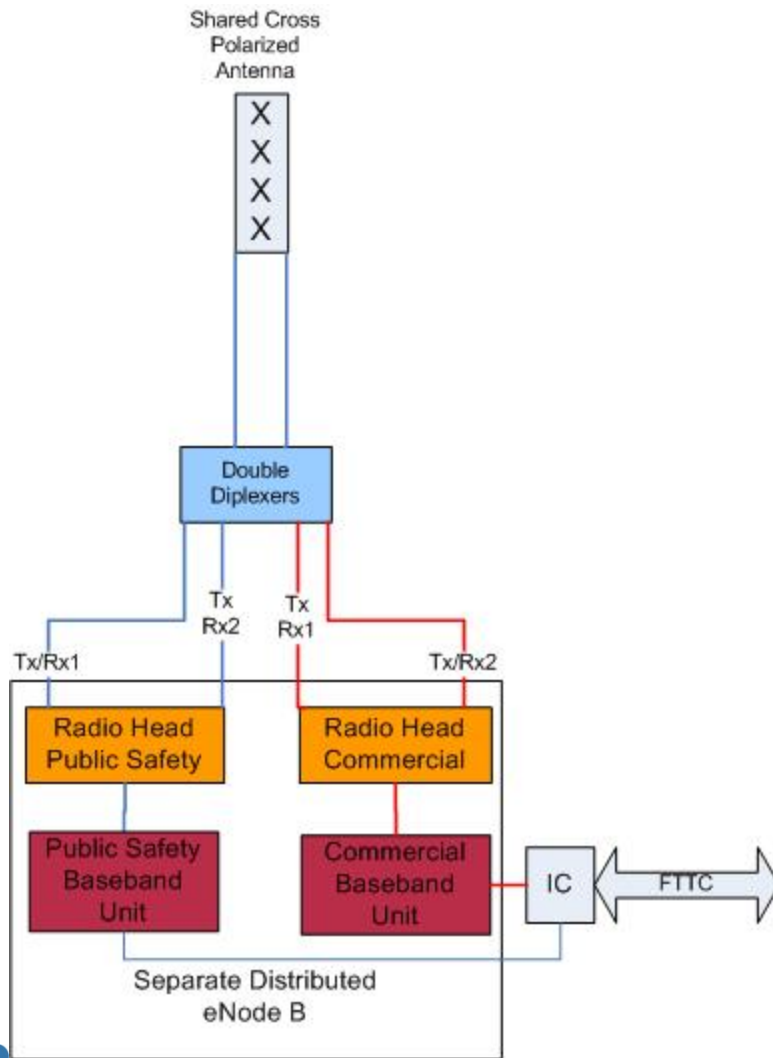 Shared Cross
Polarized
Antenna
X
X
X
X
Double
Diplexers
Tx
Rx2
Tx
Rx1
Tx/Rx1
Tx/Rx2
Radio Head
Public Safety
Radio Head
Commercial
Public Safety
Baseband
Unit
Commercial
Baseband
Unit
IC
FTTC
Separate Distributed
eNode B